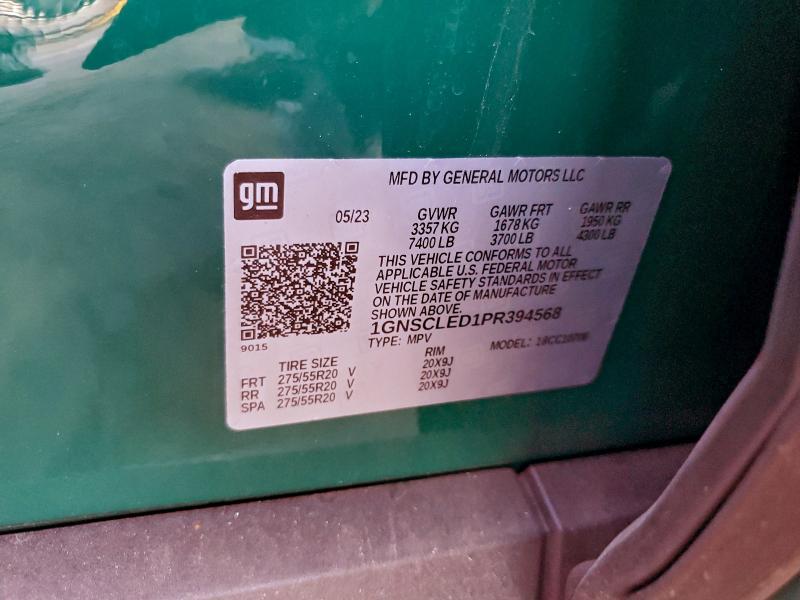 gm
MFD BY GENERAL MOTORS LLC
05/23 GVWR GAWR FRT GAWR RR
3357 KG 1678 KG 1950 KG
7400 LB 3700 LB 4300 LB
THIS VEHICLE CONFORMS TO ALL
APPLICABLE U.S. FEDERAL MOTOR
VEHICLE SAFETY STANDARDS IN EFFECT
ON THE DATE OF MANUFACTURE
SHOWN ABOVE.
1GNSCLED1PR394568
9015
TYPE: MPV MODEL:
TIRE SIZE RIM
FRT 275/55R20 V 20X9J
RR 275/55R20 V 20X9J
SPA 275/55R20 V 20X9J